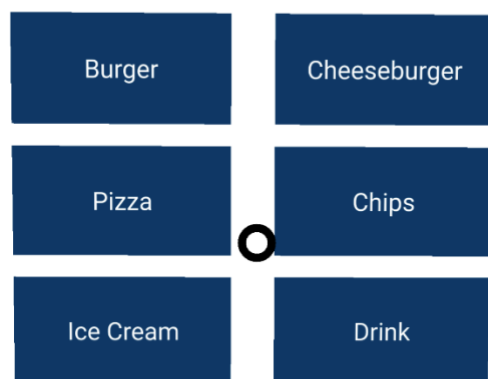 Burger
Cheeseburger
Pizza
Chips
Ice Cream
Drink